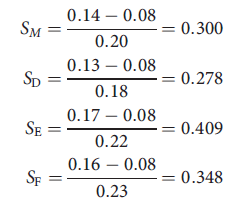 S_M = (0.14 − 0.08) / 0.20 = 0.300
S_D = (0.13 − 0.08) / 0.18 = 0.278
S_E = (0.17 − 0.08) / 0.22 = 0.409
S_F = (0.16 − 0.08) / 0.23 = 0.348